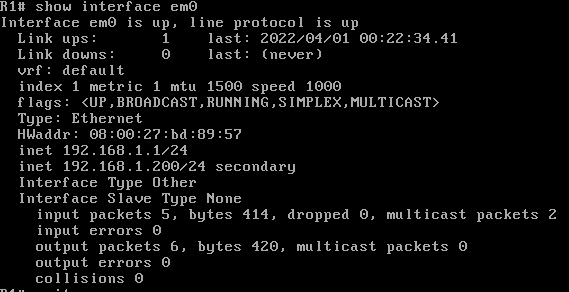 R1# show interface em0
Interface em0 is up, line protocol is up
  Link ups:       1    last: 2022/04/01 00:22:34.41
  Link downs:     0    last: (never)
  vrf: default
  index 1 metric 1 mtu 1500 speed 1000
  flags: <UP,BROADCAST,RUNNING,SIMPLEX,MULTICAST>
  Type: Ethernet
  HWaddr: 08:00:27:bd:89:57
  inet 192.168.1.1/24
  inet 192.168.1.200/24 secondary
  Interface Type Other
  Interface Slave Type None
    input packets 5, bytes 414, dropped 0, multicast packets 2
    input errors 0
    output packets 6, bytes 420, multicast packets 0
    output errors 0
    collisions 0